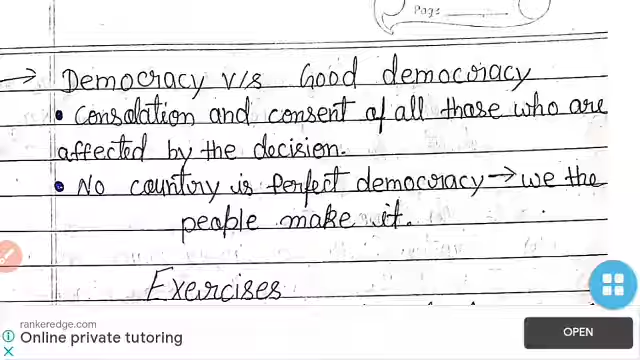 Page
→ Democracy v/s Good democracy
• Consolation and consent of all those who are
affected by the decision.
• No country is perfect democracy → we the
people make it.
Exercises
rankeredge.com
Online private tutoring
OPEN